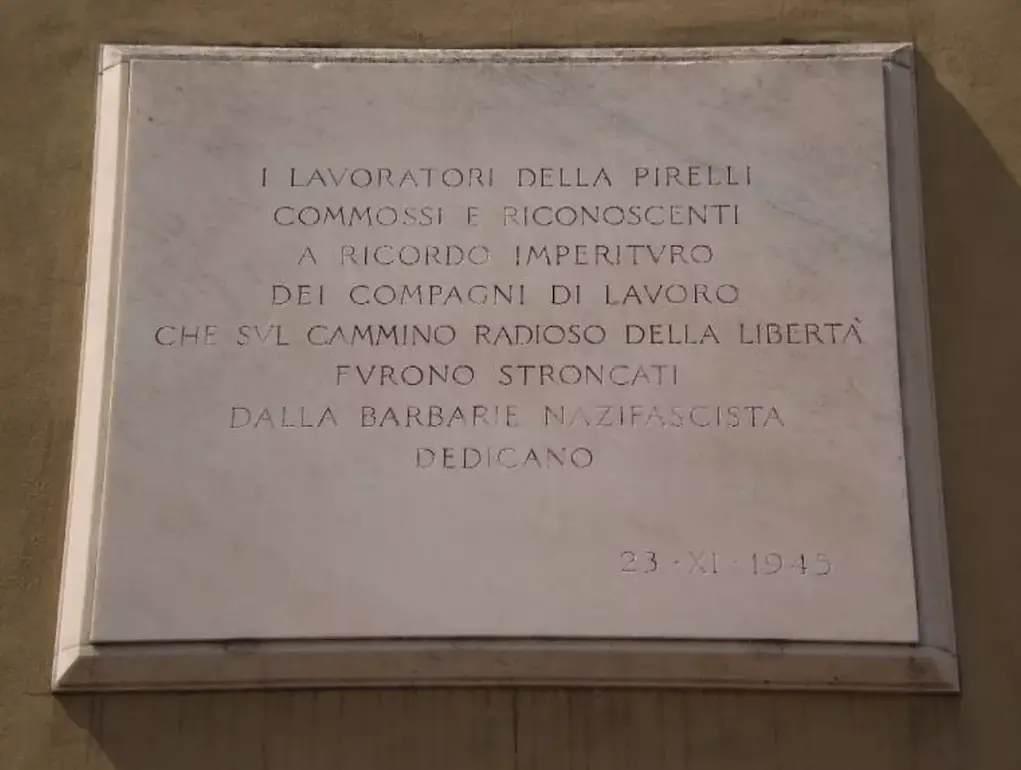 I LAVORATORI DELLA PIRELLI
COMMOSSI E RICONOSCENTI
A RICORDO IMPERITVRO
DEI COMPAGNI DI LAVORO
CHE SVL CAMMINO RADIOSO DELLA LIBERTÀ
FVRONO STRONCATI
DALLA BARBARIE NAZIFASCISTA
DEDICANO
23 · XI · 1945